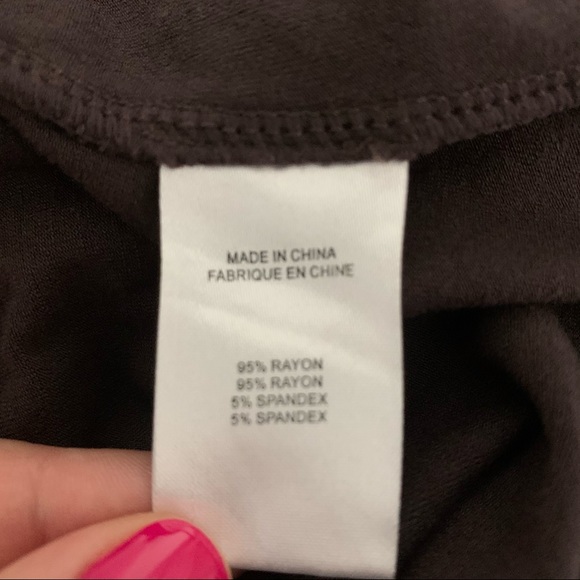 MADE IN CHINA
FABRIQUE EN CHINE
95% RAYON
95% RAYON
5% SPANDEX
5% SPANDEX